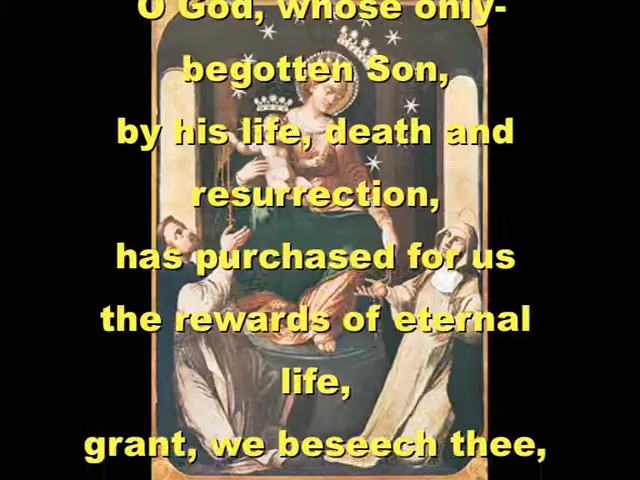 O God, whose only-
begotten Son,
by his life, death and
resurrection,
has purchased for us
the rewards of eternal
life,
grant, we beseech thee,